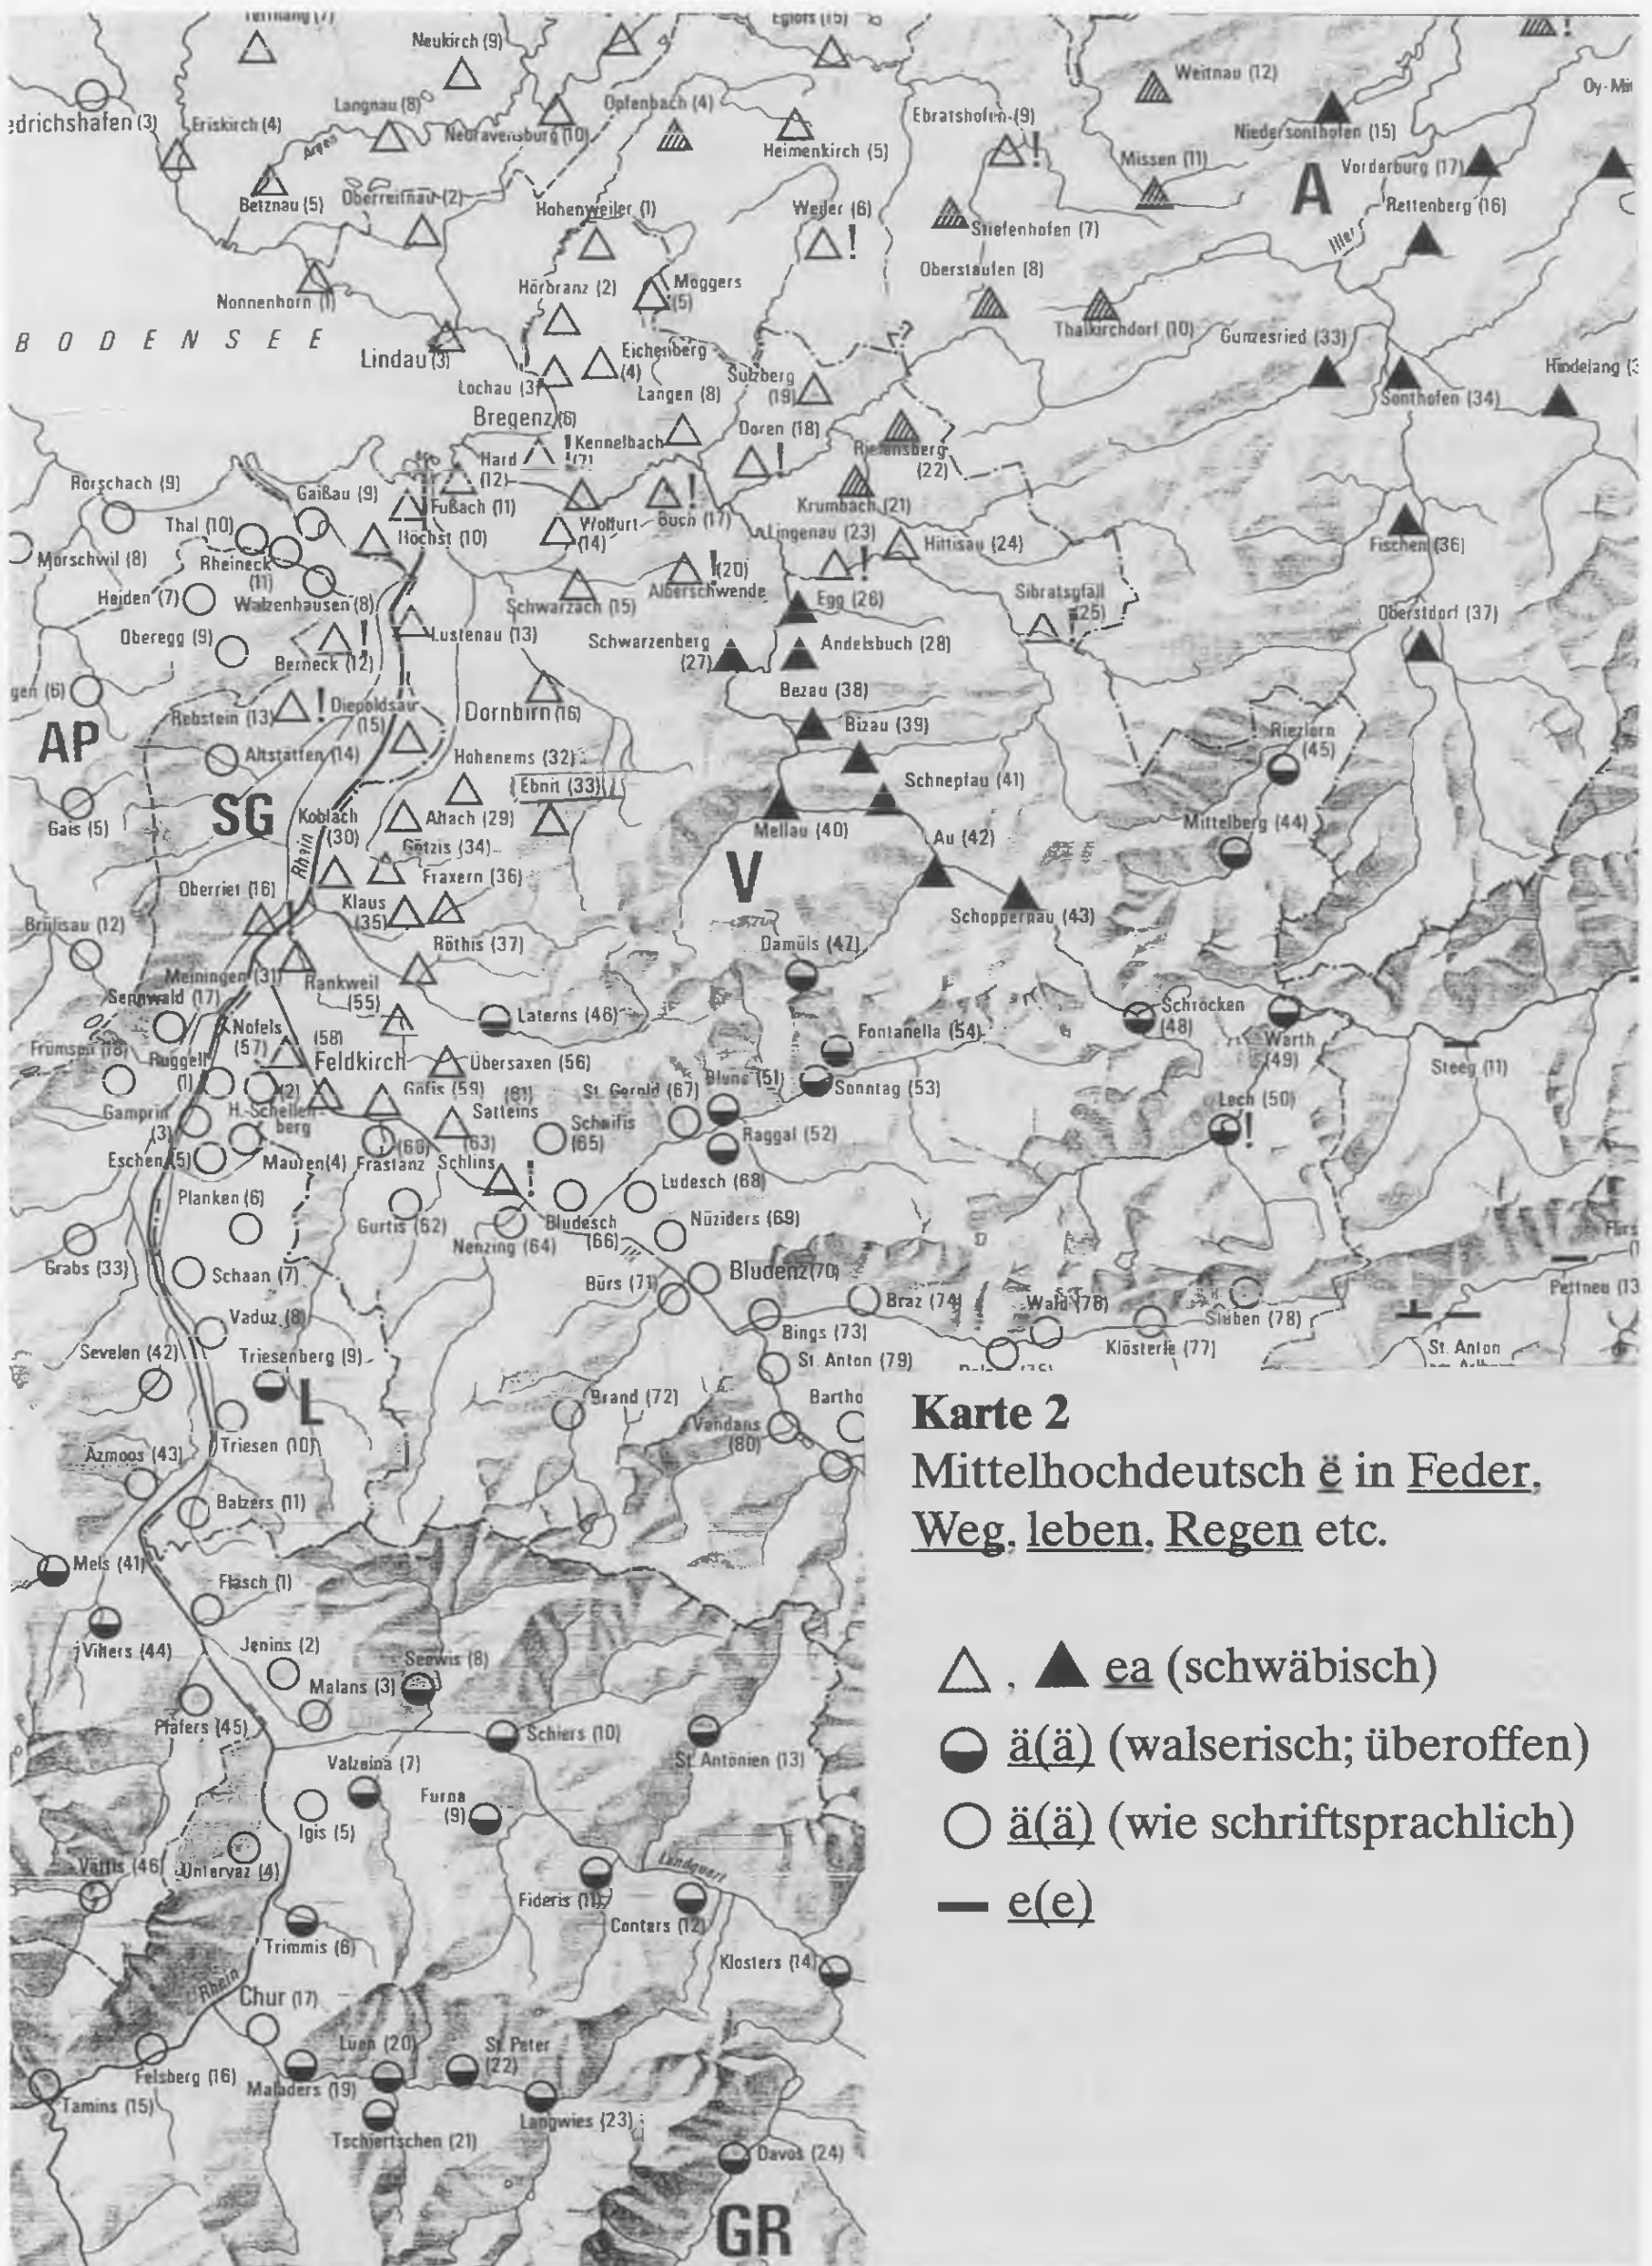 Neukirch (9)
Weitnau (12)
Langnau (8)
Opfenbach (4)
Ebratshofen (9)
Eriskirch (4)
Neuravensburg (10)
Heimenkirch (5)
Niedersonthofen (15)
Missen (11)
Vorderburg (17)
A
Betznau (5)
Oberreitnau (2)
Hohenweiler (1)
Weiler (6)
!
Rettenberg (16)
Stiefenhofen (7)
Iller
Oberstaufen (8)
Nonnenhorn (1)
Hörbranz (2)
Moggers
(5)
Thalkirchdorf (10)
Gunzesried (33)
BODENSEE
Lindau (3)
Eichenberg
(4)
Lochau (3)
Langen (8)
Sulzberg
(19)
Sonthofen (34)
Bregenz (6)
Kennelbach
Doren (18)
!
Riefensberg
(22)
Hard
(12)
Rorschach (9)
Gaißau (9)
Fußach (11)
Krumbach (21)
Thal (10)
Höchst (10)
Wolfurt
(14)
Buch (17)
!
Lingenau (23)
Hittisau (24)
Fischen (36)
Rheineck
(11)
Heiden (7)
Walzenhausen (8)
Schwarzach (15)
Alberschwende
!(20)
Egg (26)
Sibratsgfäll
(25)
Oberstdorf (37)
Oberegg (9)
Berneck (12)
!
Lustenau (13)
Schwarzenberg
(27)
Andelsbuch (28)
Rebstein (13)
!
Diepoldsau
(15)
Dornbirn (16)
Bezau (38)
Bizau (39)
Riezlern
(45)
AP
Altstätten (14)
Hohenems (32)
Ebnit (33)
Schnepfau (41)
Gais (5)
SG
Koblach
(30)
Altach (29)
Mellau (40)
Au (42)
Mittelberg (44)
Rhein
Götzis (34)
V
Oberriet (16)
Klaus
(35)
Fraxern (36)
Schoppernau (43)
Brülisau (12)
Röthis (37)
Damüls (47)
Meiningen (31)
Sennwald (17)
Rankweil
(55)
Laterns (46)
Schröcken
(48)
Warth
(49)
Nofels
(57)
(58)
Feldkirch
Übersaxen (56)
Fontanella (54)
Steeg (11)
Ruggell
(1)
(2)
Göfis (59)
St. Gerold (67)
Sonntag (53)
Gamprin
(3)
H.-Schellen-
berg
Satteins
(63)
Schnifis
(65)
Raggal (52)
Lech (50)
!
Eschen (5)
Mauren (4)
Frastanz
Schlins
!
Ludesch (68)
Planken (6)
Gurtis (62)
Nenzing (64)
Bludesch
(66)
Nüziders (69)
Grabs (33)
Schaan (7)
Bürs (71)
Bludenz (70)
Braz (74)
Pettneu (13
Vaduz (8)
Bings (73)
Klösterle (77)
Stuben (78)
Sevelen (42)
Triesenberg (9)
St. Anton (79)
St. Anton
L
Brand (72)
Bartho
Triesen (10)
Vandans
(80)
Azmoos (43)
Balzers (11)
Mels (41)
Fläsch (1)
Vilters (44)
Jenins (2)
Seewis (8)
Malans (3)
Pfäfers (45)
Schiers (10)
St. Antönien (13)
Valzeina (7)
Furna
(9)
Igis (5)
Vättis (46)
Untervaz (4)
Landquart
Fideris (11)
Conters (12)
Trimmis (6)
Klosters (14)
Rhein
Chur (17)
Lüen (20)
St. Peter
(22)
Felsberg (16)
Maladers (19)
Tamins (15)
Langwies (23)
Tschiertschen (21)
Davos (24)
GR
Karte 2
Mittelhochdeutsch ë in Feder,
Weg, leben, Regen etc.
, ea (schwäbisch)
ä(ä) (walserisch; überoffen)
ä(ä) (wie schriftsprachlich)
e(e)